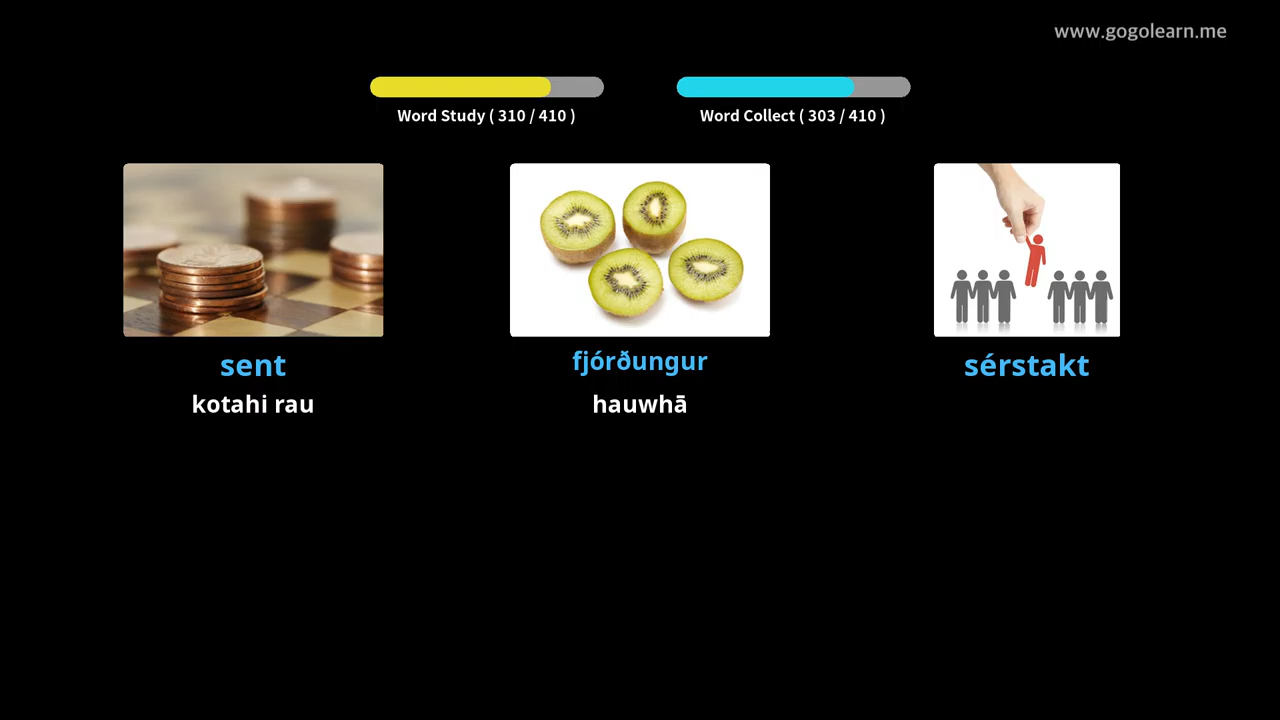 www.gogolearn.me
Word Study ( 310 / 410 )
Word Collect ( 303 / 410 )
sent
kotahi rau
fjórðungur
hauwhā
sérstakt